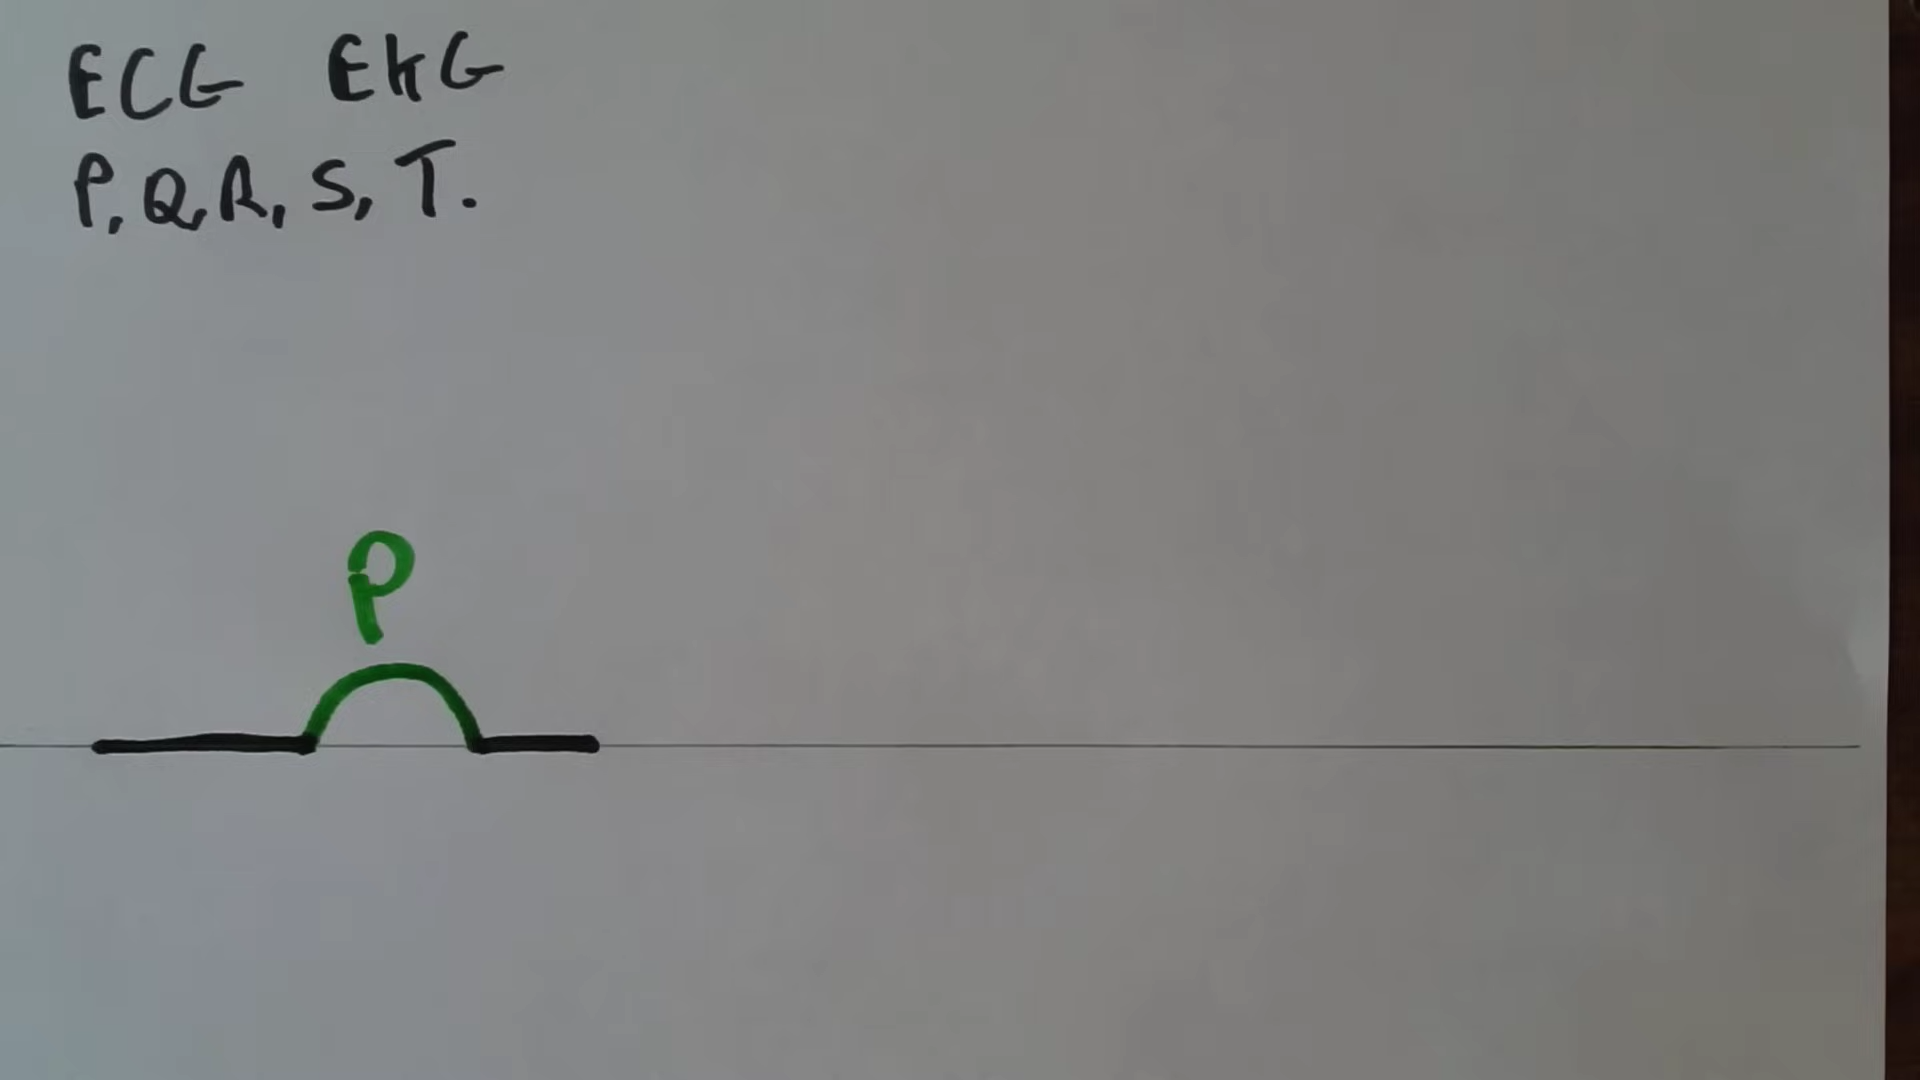 ECG EKG
P, Q, R, S, T.
P